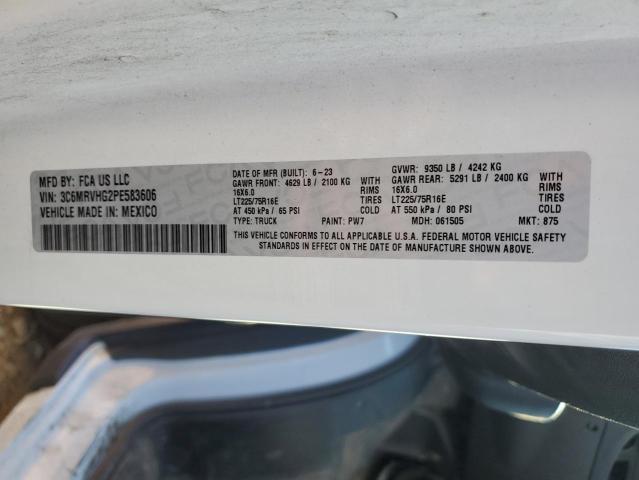 MFD BY: FCA US LLC
VIN: 3C6MRVHG2PE583606
VEHICLE MADE IN: MEXICO
DATE OF MFR (BUILT): 6-23
GAWR FRONT: 4629 LB / 2100 KG WITH
16X6.0 RIMS
LT225/75R16E TIRES
AT 450 kPa / 65 PSI COLD
TYPE: TRUCK PAINT: PW7
GVWR: 9350 LB / 4242 KG
GAWR REAR: 5291 LB / 2400 KG WITH
16X6.0 RIMS
LT225/75R16E TIRES
AT 550 kPa / 80 PSI COLD
MDH: 061505 MKT: 875
THIS VEHICLE CONFORMS TO ALL APPLICABLE U.S.A. FEDERAL MOTOR VEHICLE SAFETY
STANDARDS IN EFFECT ON THE DATE OF MANUFACTURE SHOWN ABOVE.